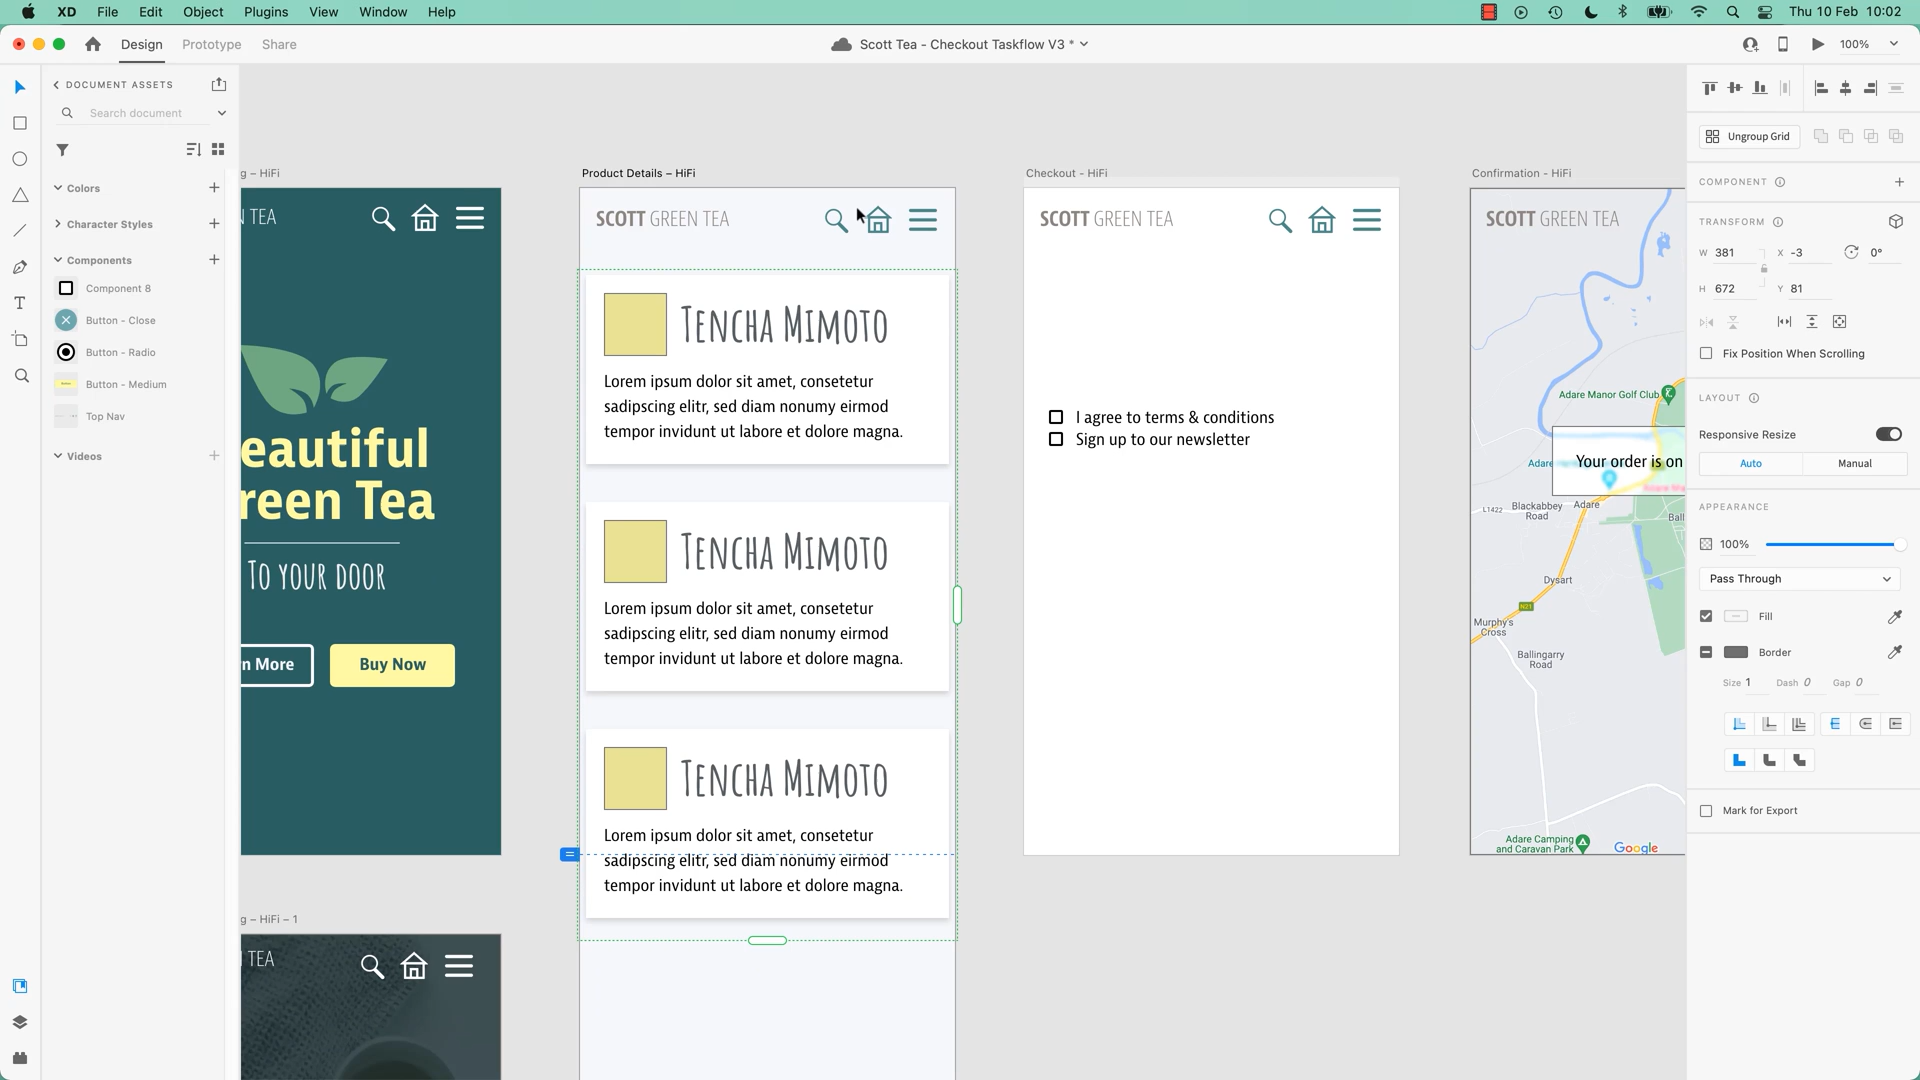 XD File Edit Object Plugins View Window Help
Thu 10 Feb 10:02
Design Prototype Share
Scott Tea - Checkout Taskflow V3 *
100%
DOCUMENT ASSETS
Search document
Colors
Character Styles
Components
Component 8
Button - Close
Button - Radio
Button - Medium
Top Nav
Videos
g – HiFi
TEA
eautiful
reen Tea
To your door
n More
Buy Now
g – HiFi – 1
TEA
Product Details – HiFi
SCOTT GREEN TEA
Tencha Mimoto
Lorem ipsum dolor sit amet, consetetur
sadipscing elitr, sed diam nonumy eirmod
tempor invidunt ut labore et dolore magna.
Tencha Mimoto
Lorem ipsum dolor sit amet, consetetur
sadipscing elitr, sed diam nonumy eirmod
tempor invidunt ut labore et dolore magna.
Tencha Mimoto
Lorem ipsum dolor sit amet, consetetur
sadipscing elitr, sed diam nonumy eirmod
tempor invidunt ut labore et dolore magna.
Checkout - HiFi
SCOTT GREEN TEA
I agree to terms & conditions
Sign up to our newsletter
Confirmation - HiFi
SCOTT GREEN TEA
Adare Manor Golf Club
Your order is on
Adare
Blackabbey
Road
Adare
L1422
Ball
Dysart
N21
Murphy's
Cross
Ballingarry
Road
Adare Camping
and Caravan Park
Google
Ungroup Grid
COMPONENT
TRANSFORM
W 381 X -3 0°
H 672 Y 81
Fix Position When Scrolling
LAYOUT
Responsive Resize
Auto Manual
APPEARANCE
100%
Pass Through
Fill
Border
Size 1 Dash 0 Gap 0
Mark for Export